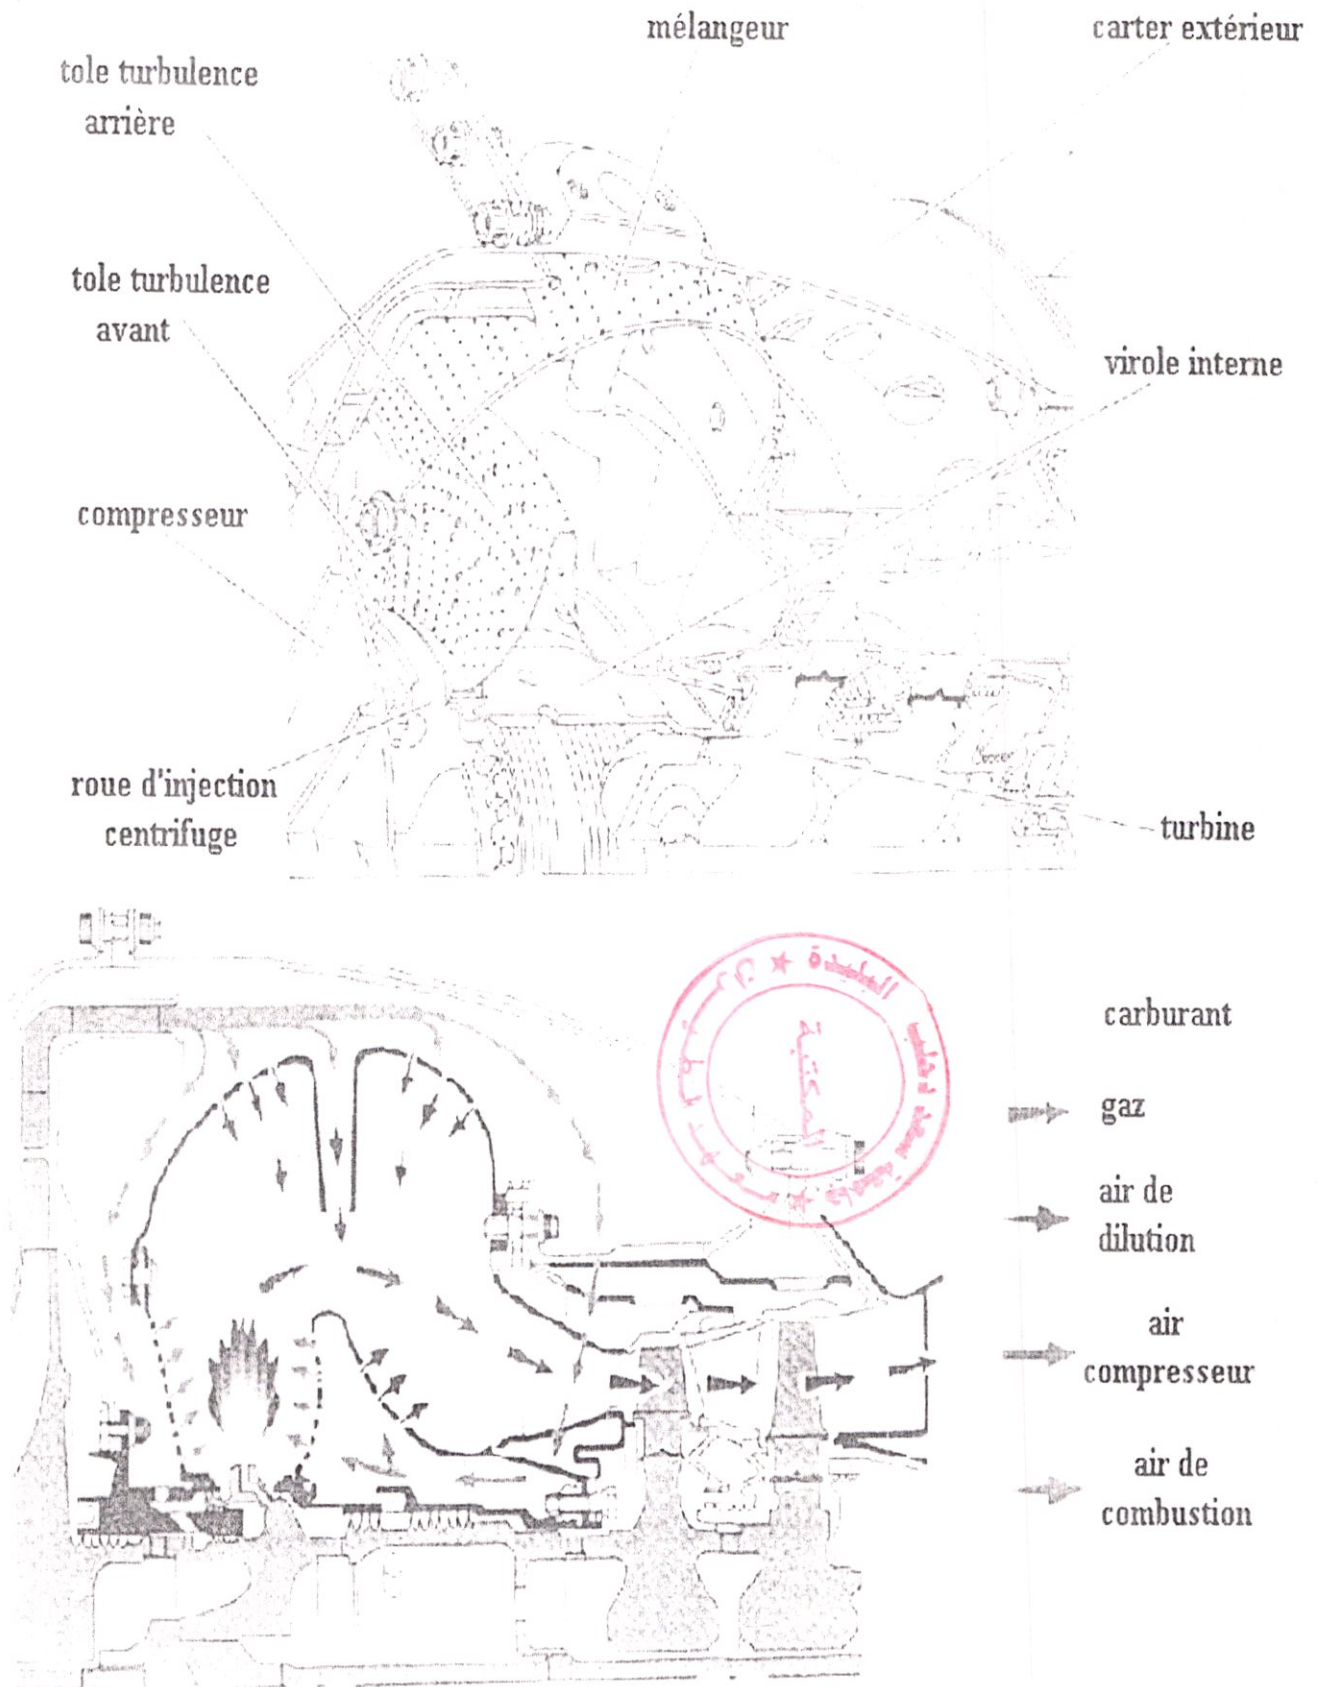 mélangeur
carter extérieur
tole turbulence
arrière
tole turbulence
avant
virole interne
compresseur
roue d'injection
centrifuge
turbine
carburant
gaz
air de
dilution
air
compresseur
air de
combustion
المكتبة